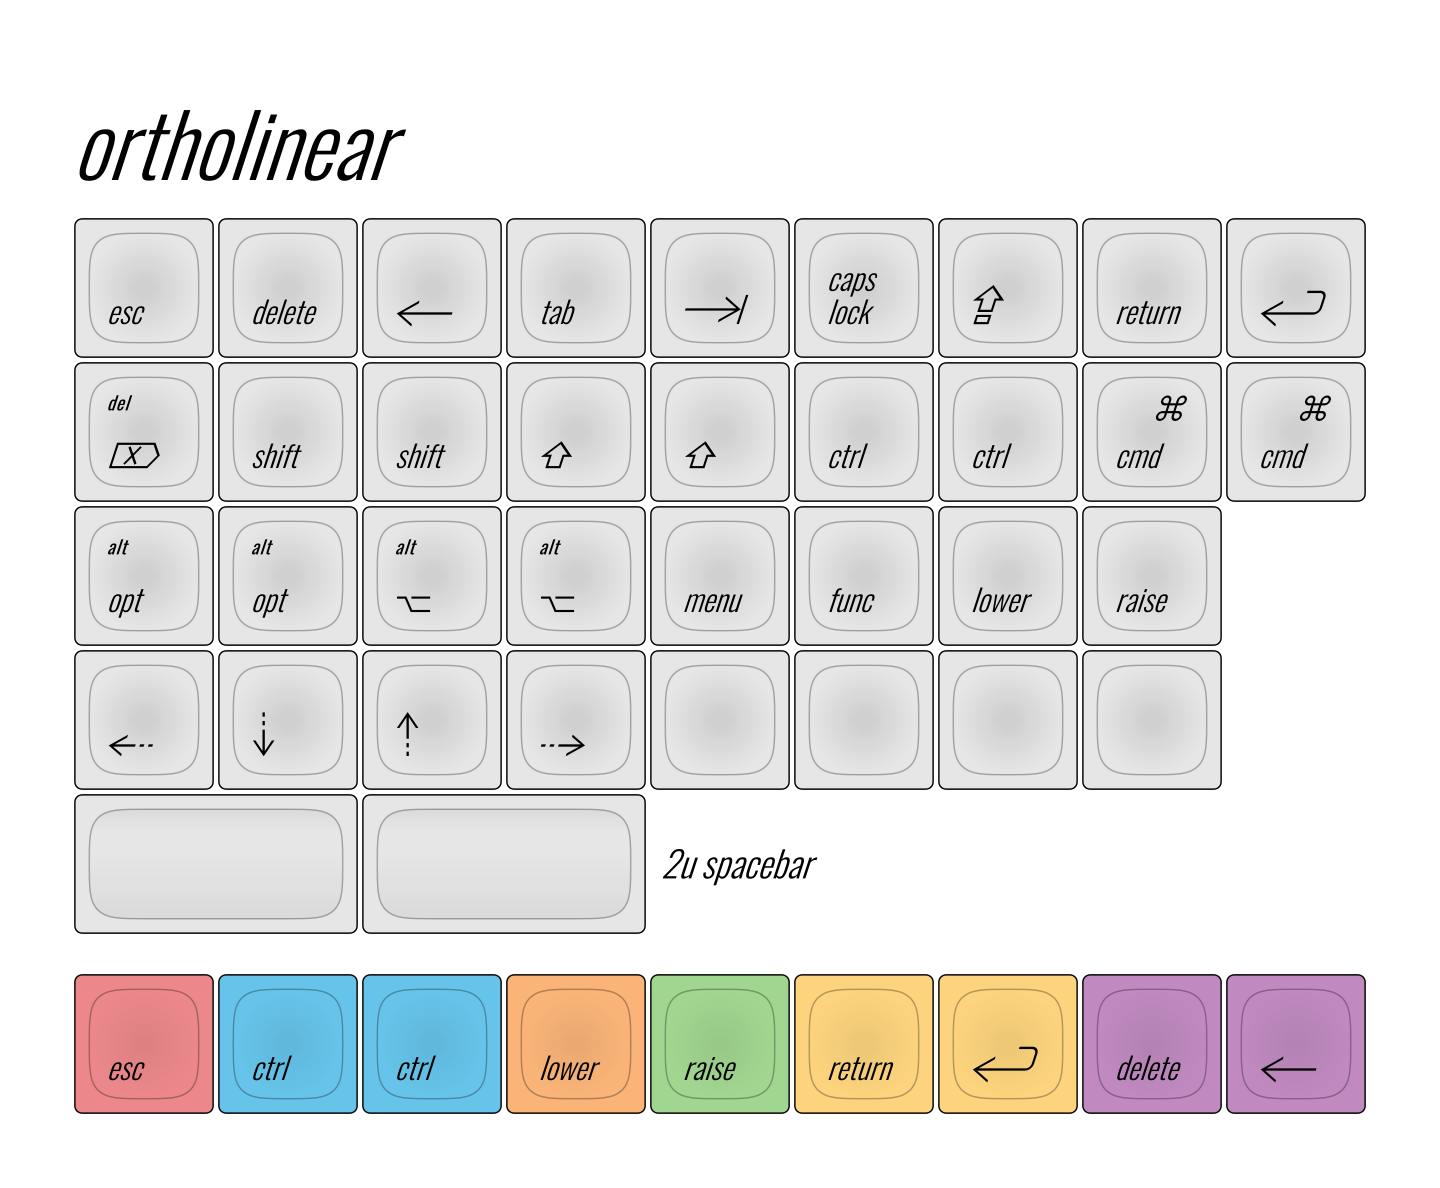 ortholinear
esc delete ← tab →| caps lock ⇪ return ⏎
del ⌦ shift shift ⇧ ⇧ ctrl ctrl ⌘ cmd ⌘ cmd
alt opt alt opt alt ⌥ alt ⌥ menu func lower raise
⇠ ⇣ ⇡ ⇢
2u spacebar
esc ctrl ctrl lower raise return ⏎ delete ←